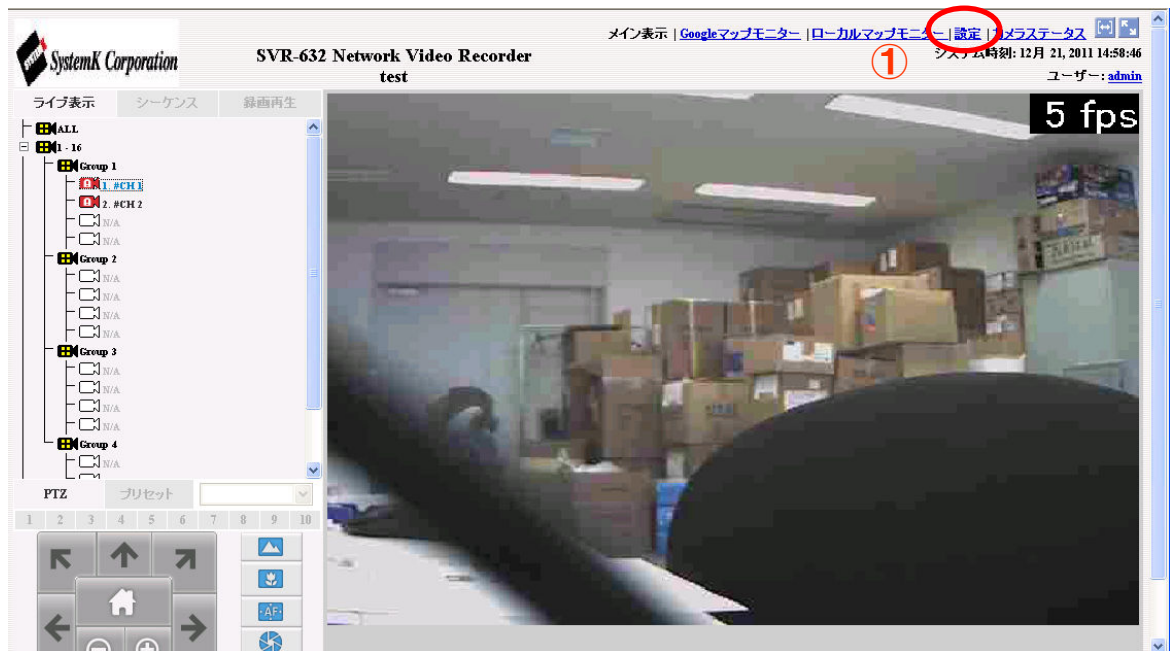 メイン表示 | Googleマップモニター | ローカルマップモニター | 設定 | カメラステータス
①
SYSTEM K
SystemK Corporation
SVR-632 Network Video Recorder
システム時刻: 12月 21, 2011 14:58:46
test
ユーザー: admin
ライブ表示 シーケンス 録画再生
5 fps
ALL
1 - 16
Group 1
1. #CH 1
2. #CH 2
N/A
N/A
Group 2
N/A
N/A
N/A
N/A
Group 3
N/A
N/A
N/A
N/A
Group 4
N/A
PTZ プリセット
1 2 3 4 5 6 7 8 9 10
AF